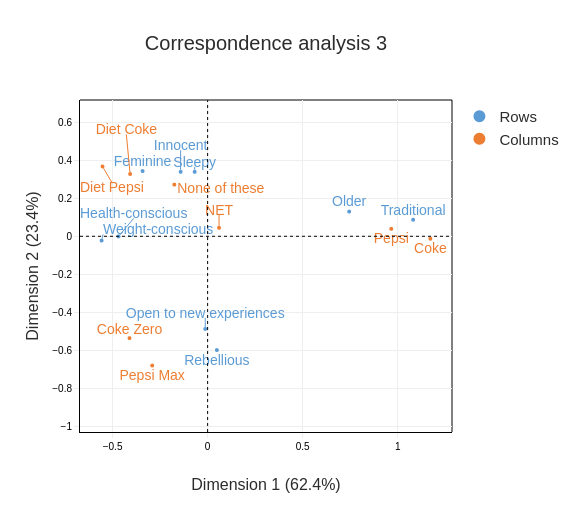 Correspondence analysis 3
Rows
Columns
Dimension 2 (23.4%)
0.6
0.4
0.2
0
−0.2
−0.4
−0.6
−0.8
−1
Diet Coke
Innocent
Feminine
Sleepy
Diet Pepsi
None of these
Older
NET
Traditional
Health-conscious
Weight-conscious
Pepsi
Coke
Open to new experiences
Coke Zero
Rebellious
Pepsi Max
−0.5
0
0.5
1
Dimension 1 (62.4%)